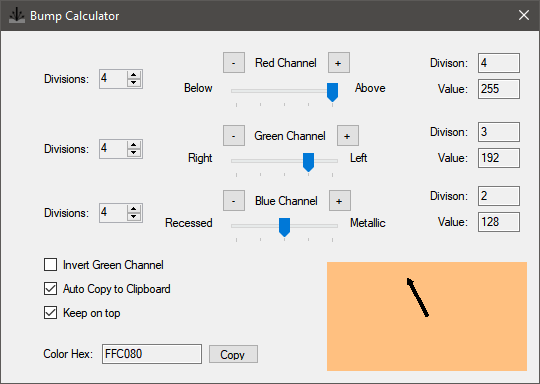 Bump Calculator
Divisions: 4
- Red Channel +
Below Above
Divison: 4
Value: 255
Divisions: 4
- Green Channel +
Right Left
Divison: 3
Value: 192
Divisions: 4
- Blue Channel +
Recessed Metallic
Divison: 2
Value: 128
Invert Green Channel
Auto Copy to Clipboard
Keep on top
Color Hex: FFC080 Copy